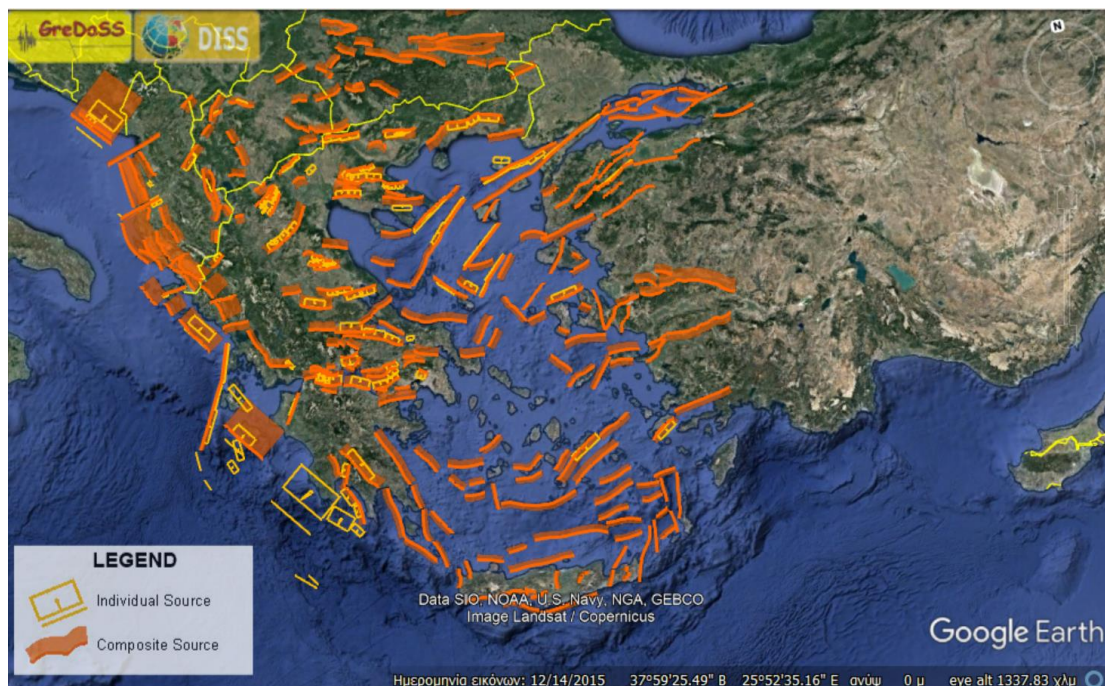 GreDaSS
DISS
N
LEGEND
Individual Source
Composite Source
Data SIO, NOAA, U.S. Navy, NGA, GEBCO
Image Landsat / Copernicus
Google Earth
Ημερομηνία εικόνων: 12/14/2015 37°59'25.49" Β 25°52'35.16" Ε ανύψ 0 μ eye alt 1337.83 χλμ